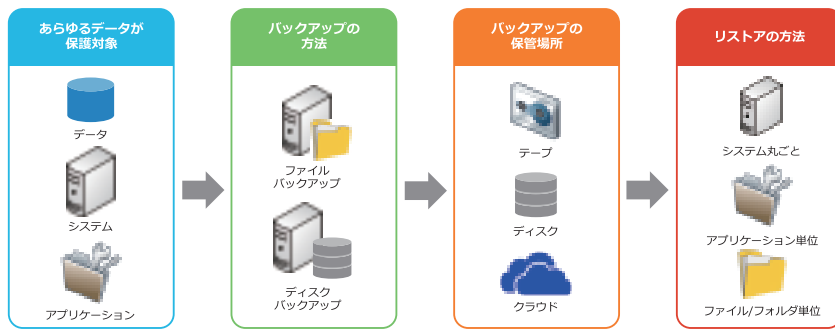 あらゆるデータが
保護対象
データ
システム
アプリケーション
バックアップの
方法
ファイル
バックアップ
ディスク
バックアップ
バックアップの
保管場所
テープ
ディスク
クラウド
リストアの方法
システム丸ごと
アプリケーション単位
ファイル/フォルダ単位